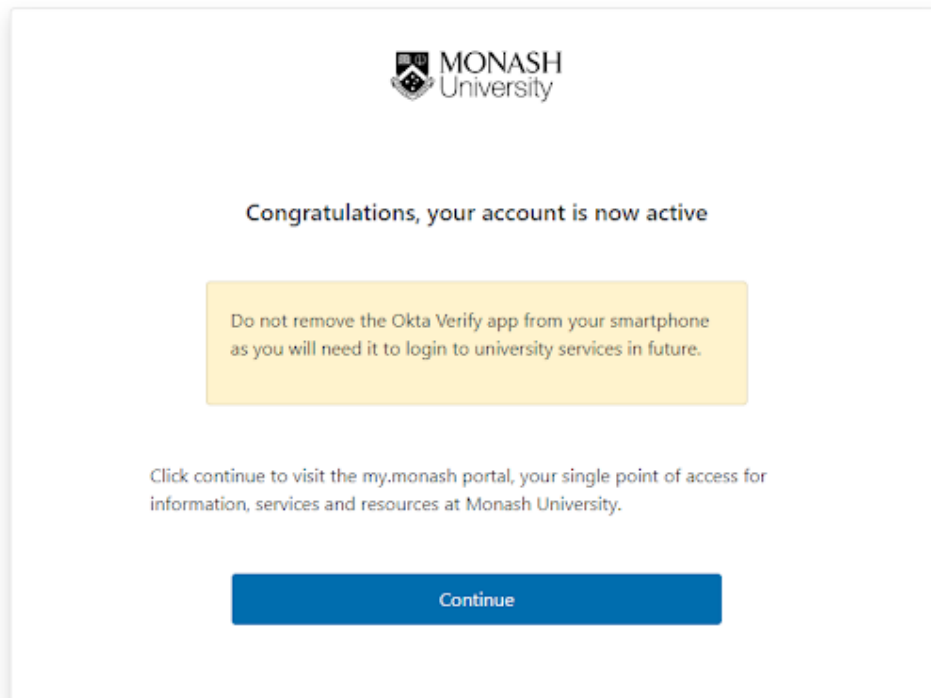 MONASH
University
Congratulations, your account is now active
Do not remove the Okta Verify app from your smartphone
as you will need it to login to university services in future.
Click continue to visit the my.monash portal, your single point of access for
information, services and resources at Monash University.
Continue